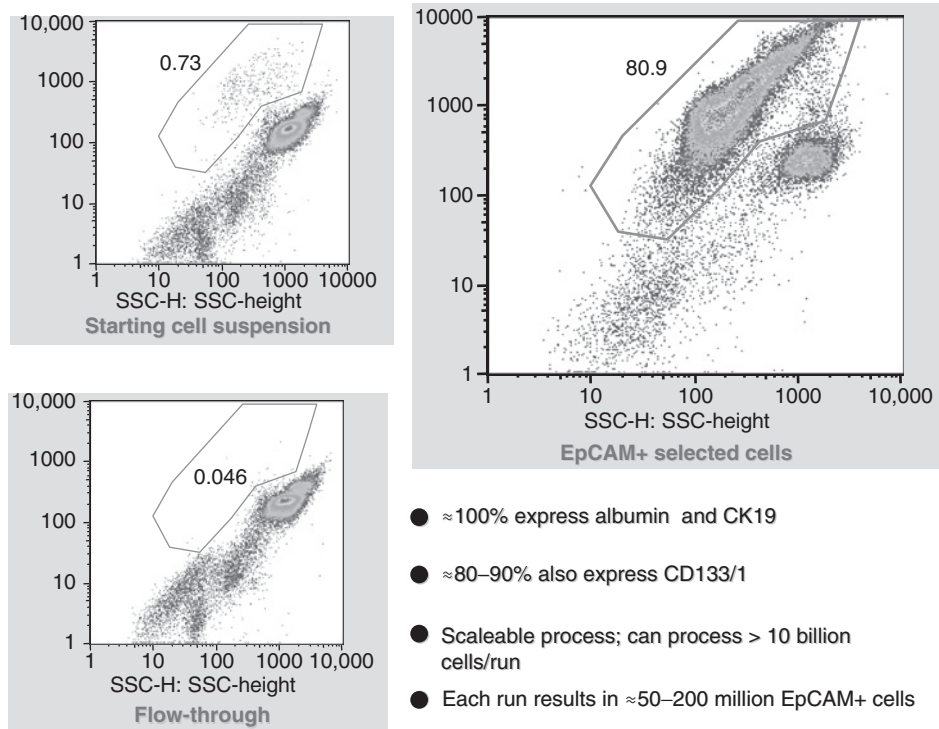 10,000
1000
100
10
1
0.73
1 10 100 1000 10000
SSC-H: SSC-height
Starting cell suspension
10000
1000
100
10
1
80.9
1 10 100 1000 10,000
SSC-H: SSC-height
EpCAM+ selected cells
10,000
1000
100
10
1
0.046
1 10 100 1000 10,000
SSC-H: SSC-height
Flow-through
● ≈100% express albumin and CK19
● ≈80–90% also express CD133/1
● Scaleable process; can process > 10 billion
cells/run
● Each run results in ≈50–200 million EpCAM+ cells